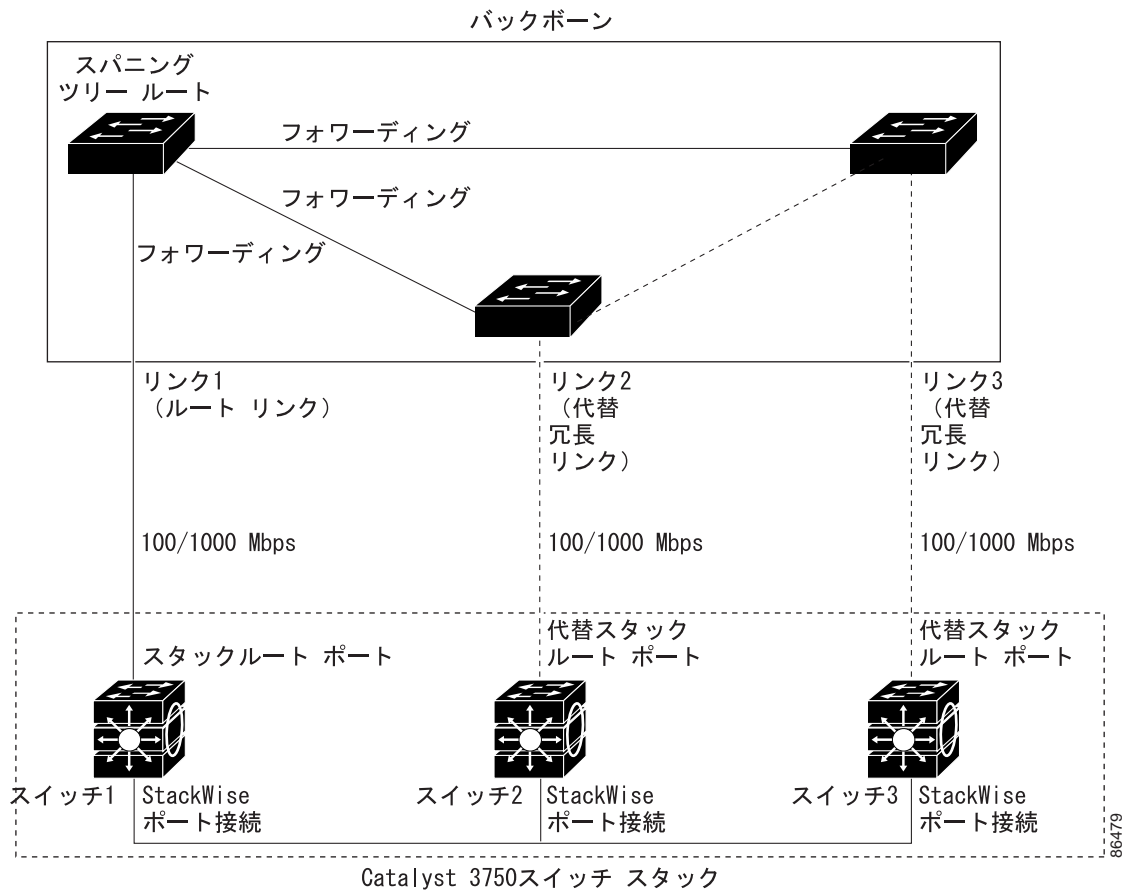 バックボーン
スパニング
ツリー ルート
フォワーディング
フォワーディング
フォワーディング
リンク1
（ルート リンク）
リンク2
（代替
冗長
リンク）
リンク3
（代替
冗長
リンク）
100/1000 Mbps
100/1000 Mbps
100/1000 Mbps
スタックルート ポート
代替スタック
ルート ポート
代替スタック
ルート ポート
スイッチ1
StackWise
ポート接続
スイッチ2
StackWise
ポート接続
スイッチ3
StackWise
ポート接続
86479
Catalyst 3750スイッチ スタック